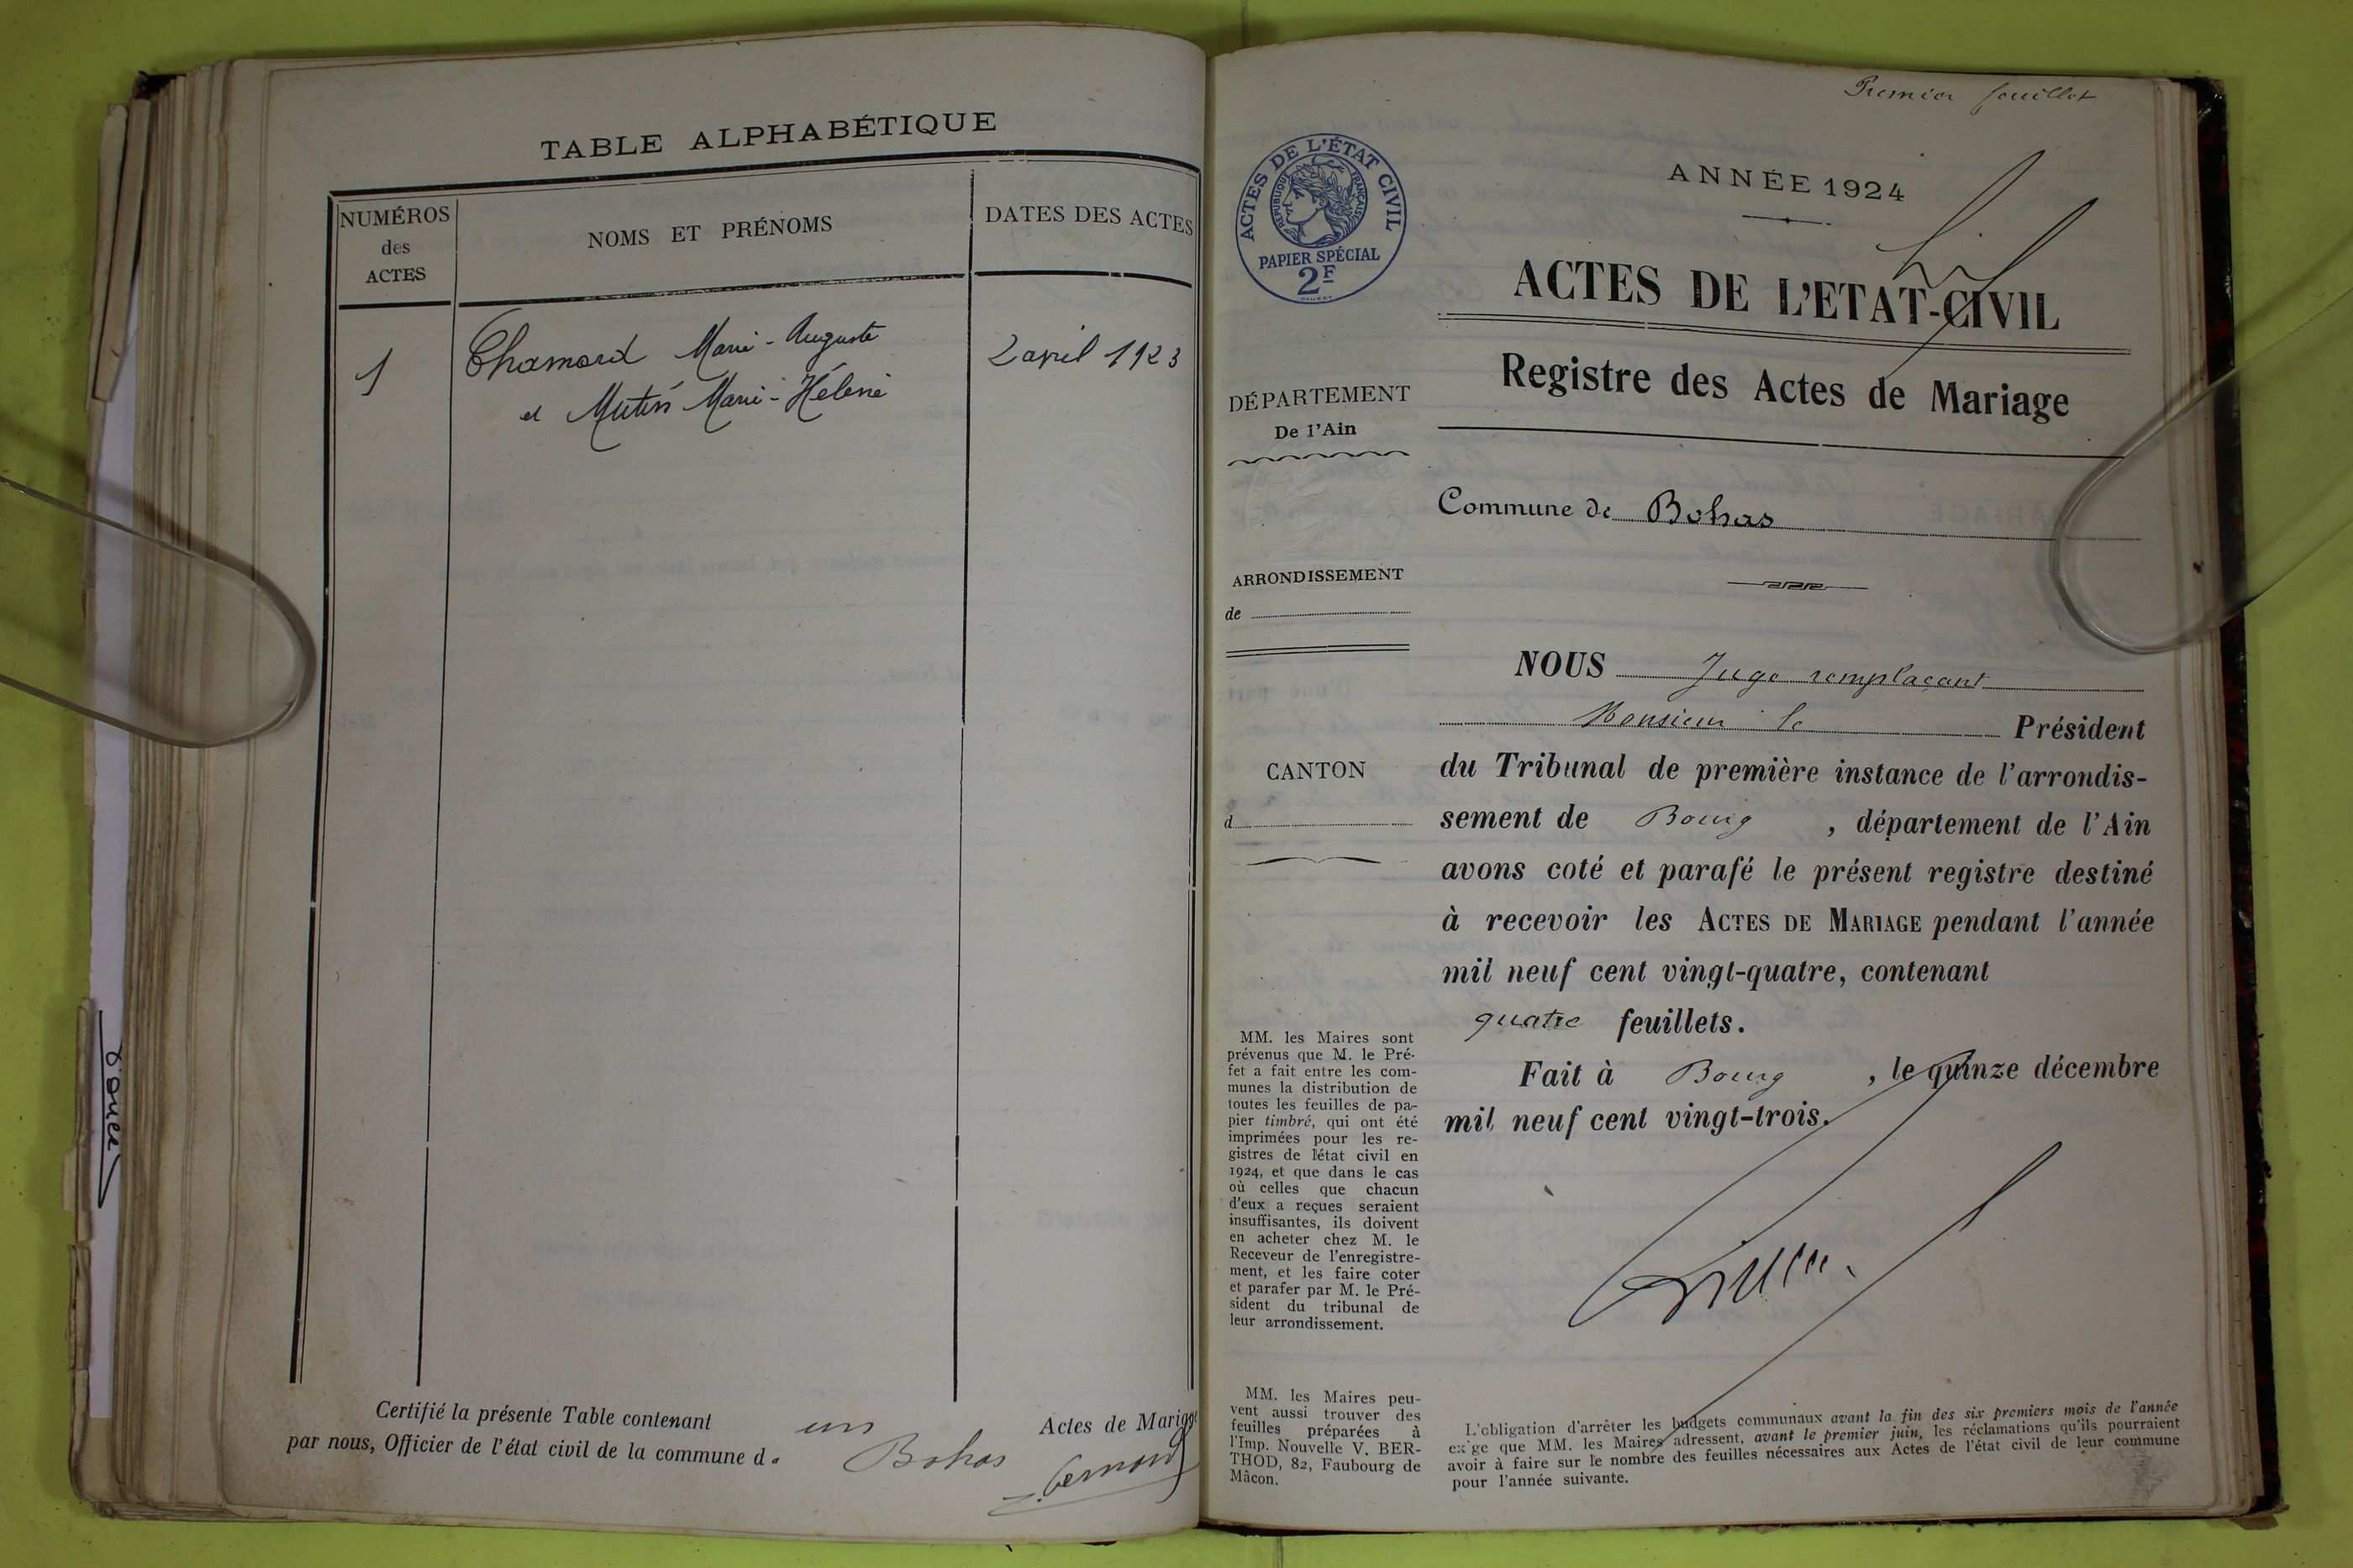 TABLE ALPHABÉTIQUE
NUMÉROS
des
ACTES
NOMS ET PRÉNOMS
DATES DES ACTES
1
Chamard Marie-Auguste
et Mutin Marie-Hélène
2 avril 1923
Certifié la présente Table contenant un Actes de Mariage
par nous, Officier de l'état civil de la commune de Bohas
Premier feuillet
ACTES DE L'ÉTAT CIVIL
RÉPUBLIQUE FRANÇAISE
PAPIER SPÉCIAL
2F
ANNÉE 1924
ACTES DE L'ETAT-CIVIL
Registre des Actes de Mariage
DÉPARTEMENT
De l'Ain
Commune de Bohas
ARRONDISSEMENT
de
CANTON
d
NOUS Juge remplaçant
Monsieur le Président
du Tribunal de première instance de l'arrondis-
sement de Bourg , département de l'Ain
avons coté et parafé le présent registre destiné
à recevoir les ACTES DE MARIAGE pendant l'année
mil neuf cent vingt-quatre, contenant
quatre feuillets.
Fait à Bourg , le quinze décembre
mil neuf cent vingt-trois.
MM. les Maires sont
prévenus que M. le Pré-
fet a fait entre les com-
munes la distribution de
toutes les feuilles de pa-
pier timbré, qui ont été
imprimées pour les re-
gistres de l'état civil en
1924, et que dans le cas
où celles que chacun
d'eux a reçues seraient
insuffisantes, ils doivent
en acheter chez M. le
Receveur de l'enregistre-
ment, et les faire coter
et parafer par M. le Pré-
sident du tribunal de
leur arrondissement.
MM. les Maires peu-
vent aussi trouver des
feuilles préparées à
l'Imp. Nouvelle V. BER-
THOD, 82, Faubourg de
Mâcon.
L'obligation d'arrêter les budgets communaux avant la fin des six premiers mois de l'année
exige que MM. les Maires adressent, avant le premier juin, les réclamations qu'ils pourraient
avoir à faire sur le nombre des feuilles nécessaires aux Actes de l'état civil de leur commune
pour l'année suivante.